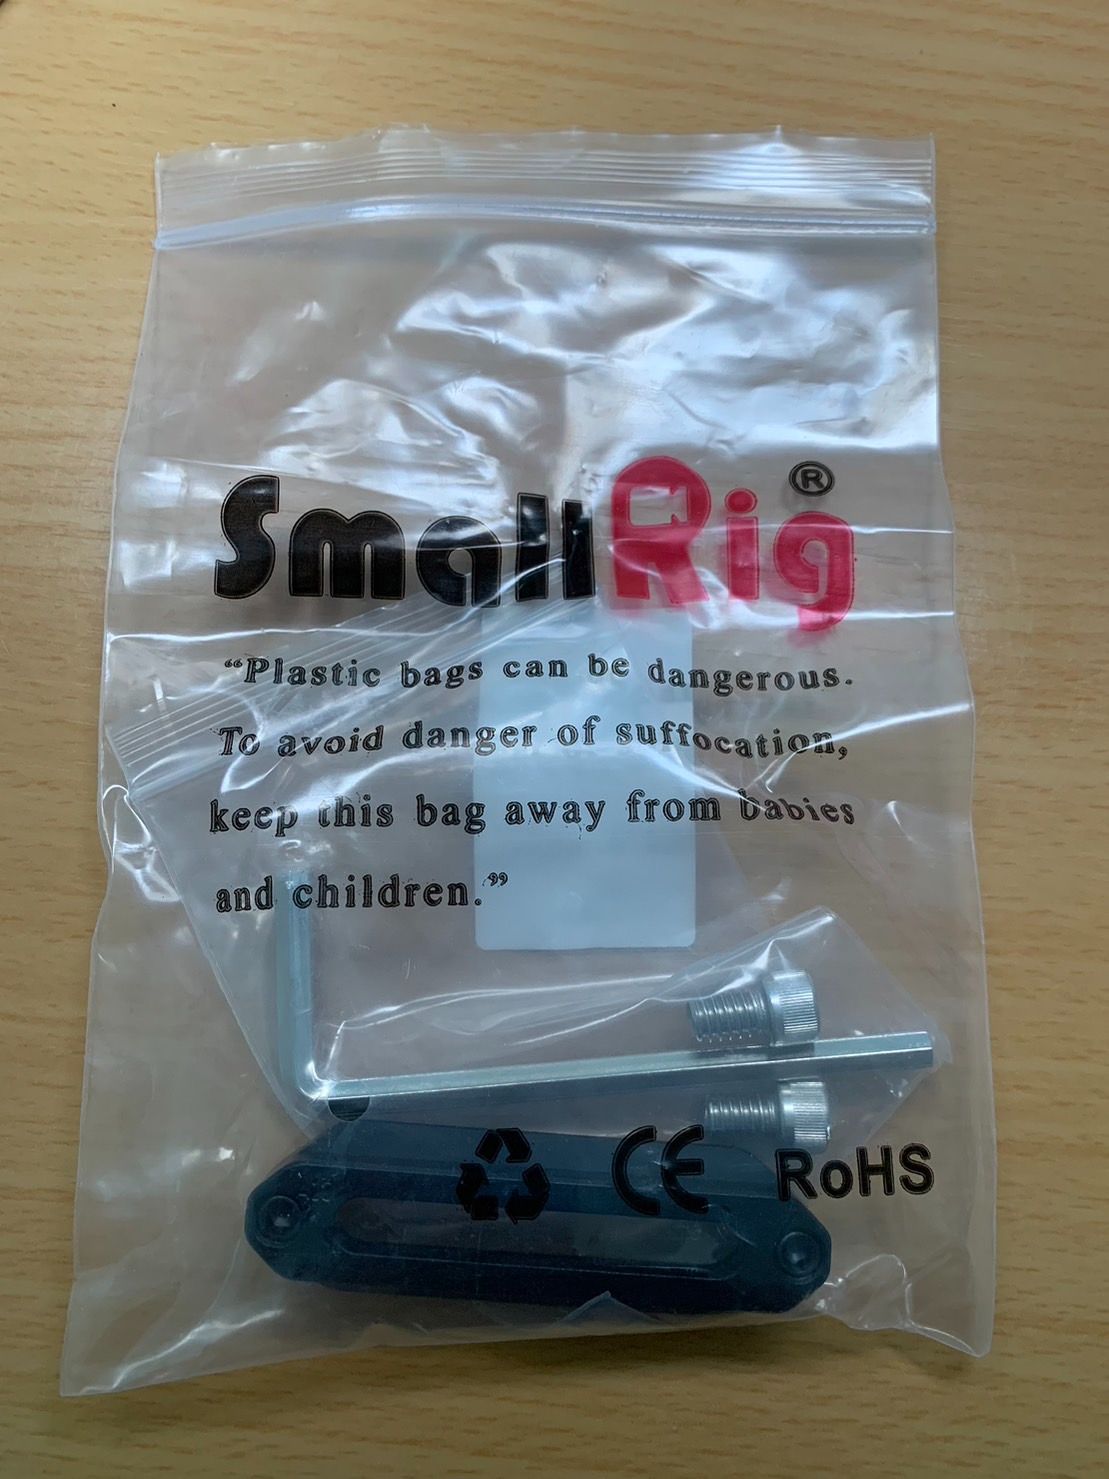 SmallRig®
“Plastic bags can be dangerous.
To avoid danger of suffocation,
keep this bag away from babies
and children.”
CE RoHS